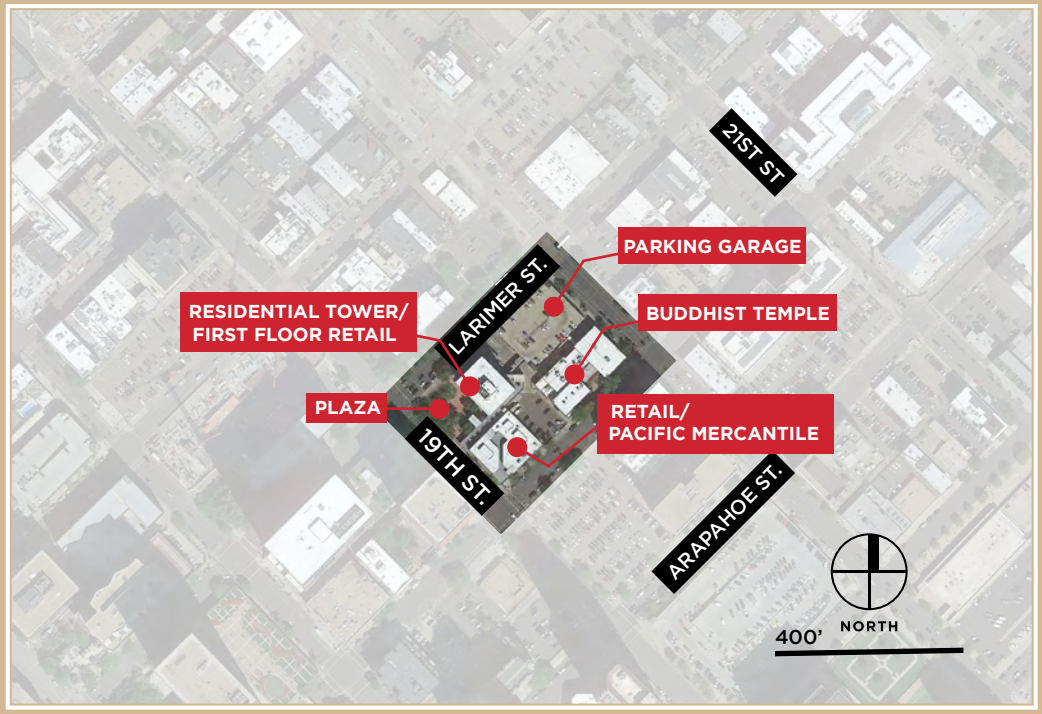 21ST ST
PARKING GARAGE
LARIMER ST.
RESIDENTIAL TOWER/
FIRST FLOOR RETAIL
BUDDHIST TEMPLE
PLAZA
RETAIL/
PACIFIC MERCANTILE
19TH ST.
ARAPAHOE ST.
NORTH
400’